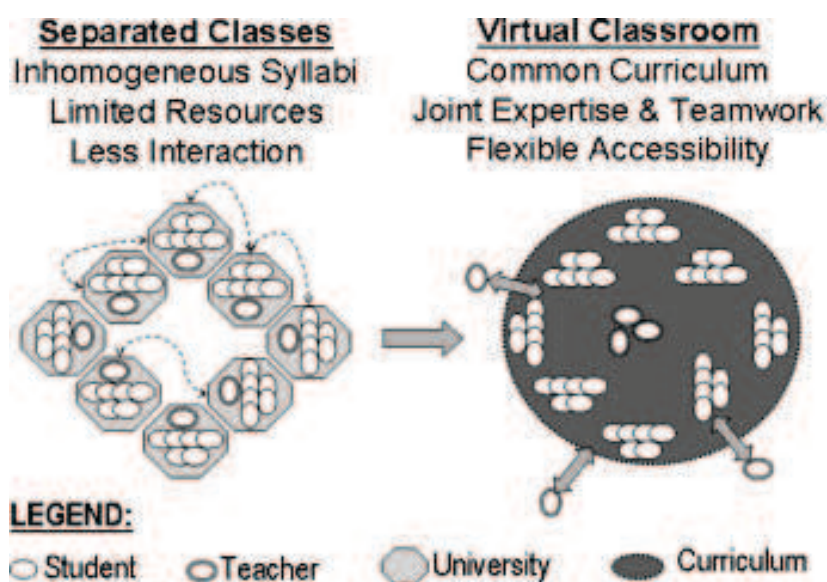 Separated Classes
Inhomogeneous Syllabi
Limited Resources
Less Interaction
Virtual Classroom
Common Curriculum
Joint Expertise & Teamwork
Flexible Accessibility
LEGEND:
Student Teacher University Curriculum